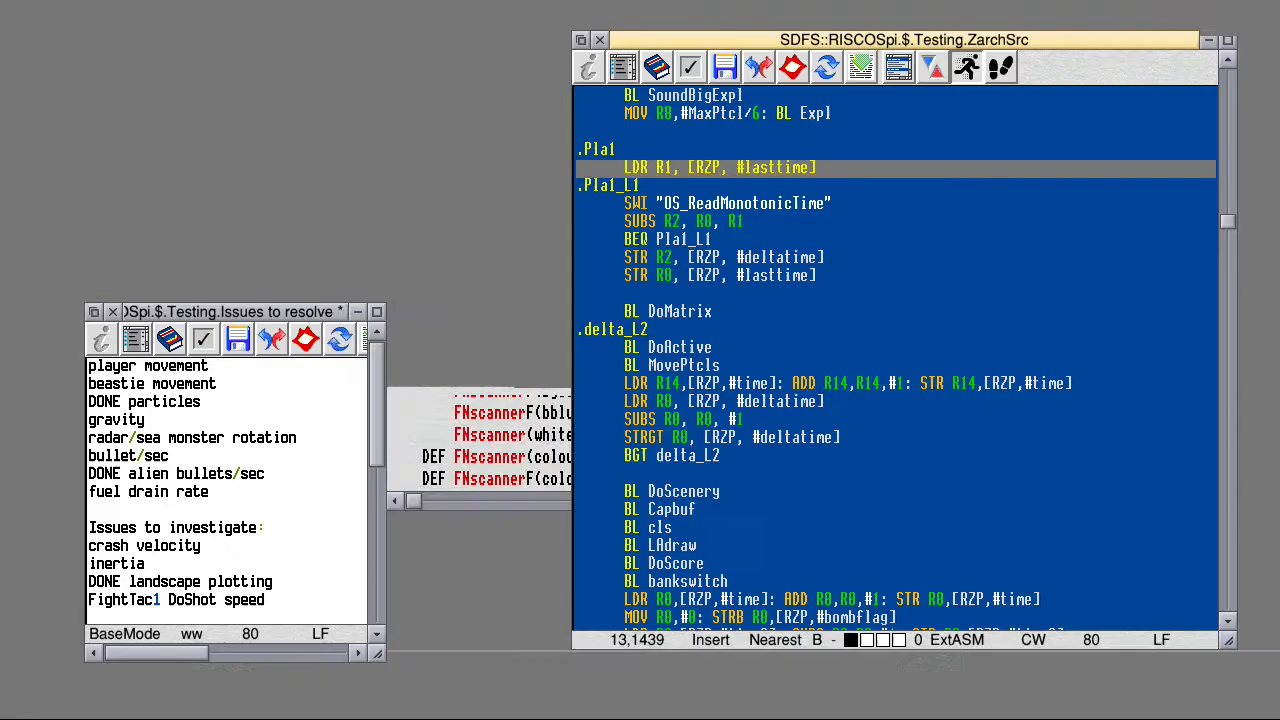 SDFS::RISCOSpi.$.Testing.ZarchSrc
BL SoundBigExpl
MOV R0,#MaxPtcl/6: BL Expl
.Pla1
LDR R1, [RZP, #lasttime]
.Pla1_L1
SWI "OS_ReadMonotonicTime"
SUBS R2, R0, R1
BEQ Pla1_L1
STR R2, [RZP, #deltatime]
STR R0, [RZP, #lasttime]
BL DoMatrix
.delta_L2
BL DoActive
BL MovePtcls
LDR R14,[RZP,#time]: ADD R14,R14,#1: STR R14,[RZP,#time]
LDR R0, [RZP, #deltatime]
SUBS R0, R0, #1
STRGT R0, [RZP, #deltatime]
BGT delta_L2
BL DoScenery
BL Capbuf
BL cls
BL LAdraw
BL DoScore
BL bankswitch
LDR R0,[RZP,#time]: ADD R0,R0,#1: STR R0,[RZP,#time]
MOV R0,#0: STRB R0,[RZP,#bombflag]
13,1439 Insert Nearest B - 0 ExtASM CW 80 LF
OSpi.$.Testing.Issues to resolve *
player movement
beastie movement
DONE particles
gravity
radar/sea monster rotation
bullet/sec
DONE alien bullets/sec
fuel drain rate
Issues to investigate:
crash velocity
inertia
DONE landscape plotting
FightTac1 DoShot speed
BaseMode ww 80 LF
FNscannerF(bblu
FNscanner(white
DEF FNscanner(colou
DEF FNscannerF(colo